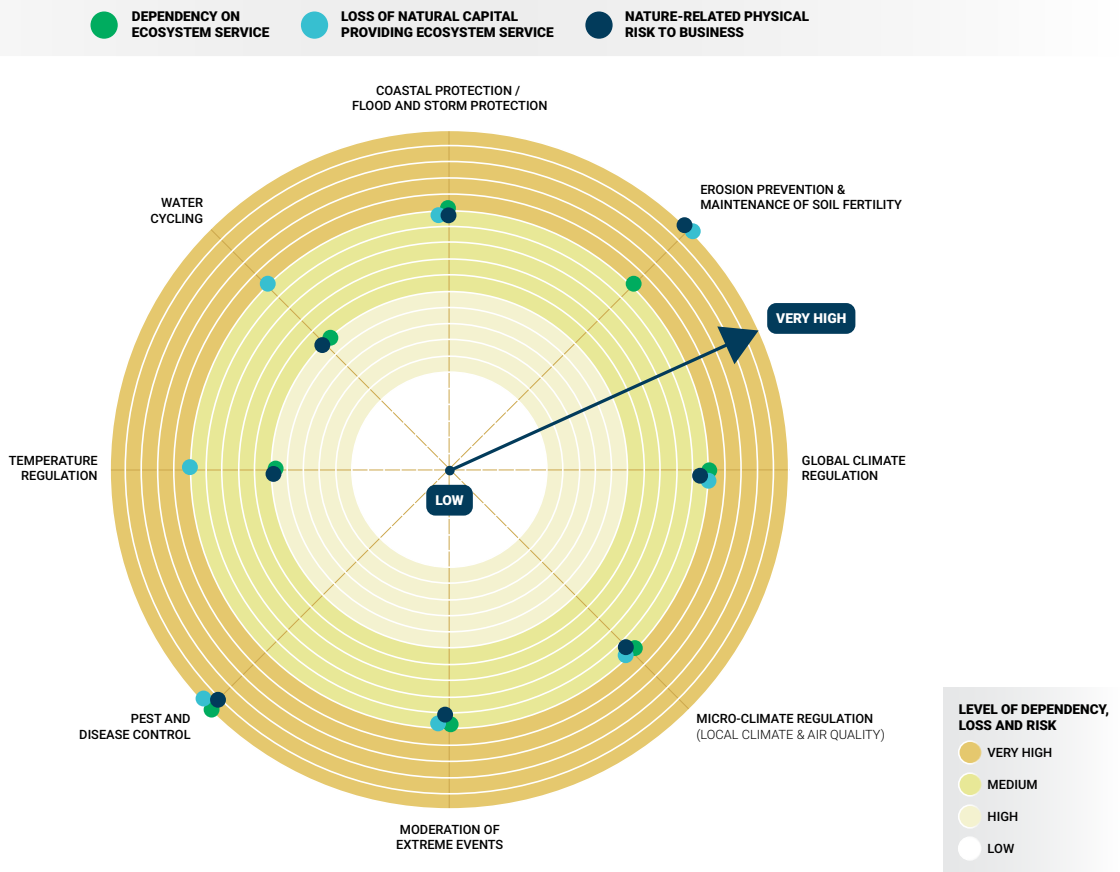 DEPENDENCY ON
ECOSYSTEM SERVICE
LOSS OF NATURAL CAPITAL
PROVIDING ECOSYSTEM SERVICE
NATURE-RELATED PHYSICAL
RISK TO BUSINESS
COASTAL PROTECTION /
FLOOD AND STORM PROTECTION
WATER
CYCLING
EROSION PREVENTION &
MAINTENANCE OF SOIL FERTILITY
VERY HIGH
TEMPERATURE
REGULATION
GLOBAL CLIMATE
REGULATION
LOW
PEST AND
DISEASE CONTROL
MICRO-CLIMATE REGULATION
(LOCAL CLIMATE & AIR QUALITY)
MODERATION OF
EXTREME EVENTS
LEVEL OF DEPENDENCY,
LOSS AND RISK
VERY HIGH
MEDIUM
HIGH
LOW